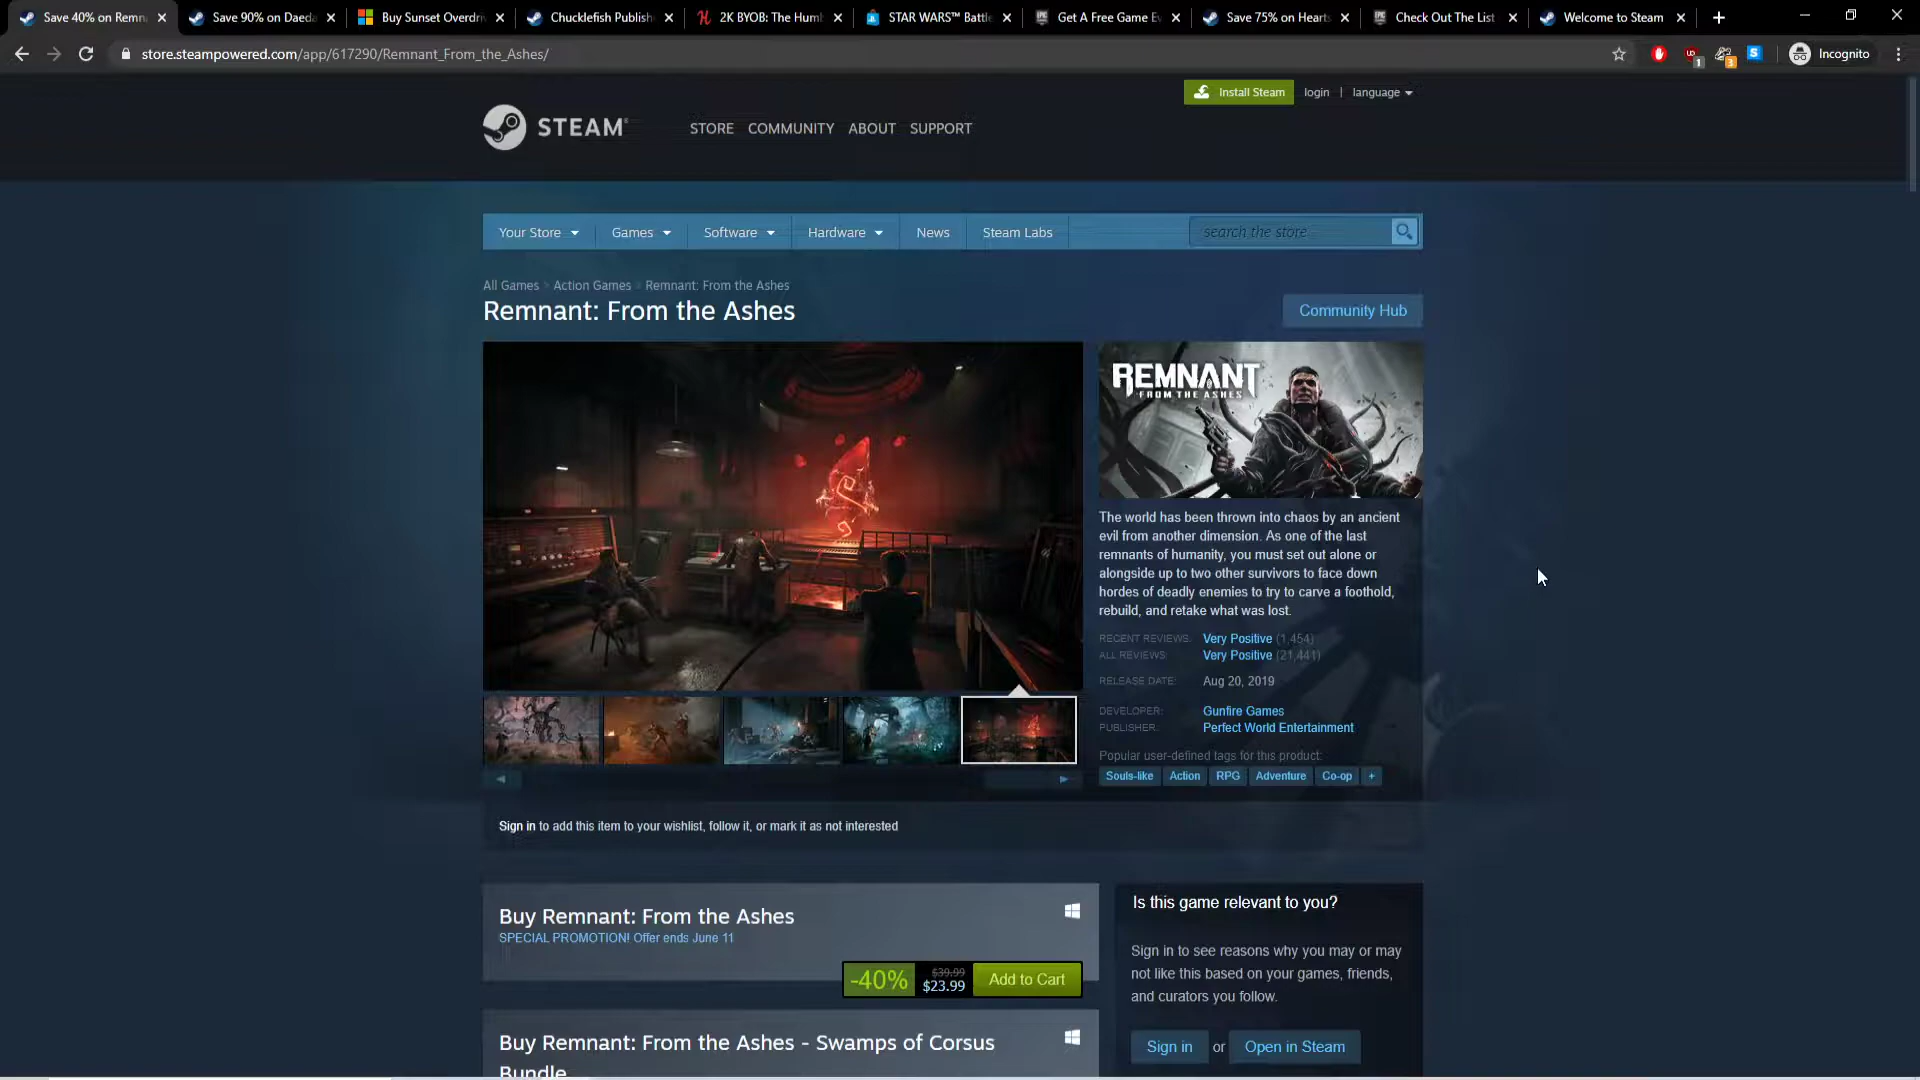 Save 40% on Remn
Save 90% on Daeda
Buy Sunset Overdriv
Chucklefish Publish
2K BYOB: The Humb
STAR WARS™ Battle
Get A Free Game E
Save 75% on Hearts
Check Out The List
Welcome to Steam
store.steampowered.com/app/617290/Remnant_From_the_Ashes/
1
3
S
Incognito
Install Steam
login | language
STEAM
STORE COMMUNITY ABOUT SUPPORT
Your Store
Games
Software
Hardware
News
Steam Labs
search the store
All Games > Action Games > Remnant: From the Ashes
Remnant: From the Ashes
Community Hub
REMNANT
FROM THE ASHES
The world has been thrown into chaos by an ancient
evil from another dimension. As one of the last
remnants of humanity, you must set out alone or
alongside up to two other survivors to face down
hordes of deadly enemies to try to carve a foothold,
rebuild, and retake what was lost.
RECENT REVIEWS: Very Positive (1,454)
ALL REVIEWS: Very Positive (21,441)
RELEASE DATE: Aug 20, 2019
DEVELOPER: Gunfire Games
PUBLISHER: Perfect World Entertainment
Popular user-defined tags for this product:
Souls-like Action RPG Adventure Co-op +
Sign in to add this item to your wishlist, follow it, or mark it as not interested
Buy Remnant: From the Ashes
SPECIAL PROMOTION! Offer ends June 11
-40% $39.99 $23.99 Add to Cart
Buy Remnant: From the Ashes - Swamps of Corsus
Bundle
Is this game relevant to you?
Sign in to see reasons why you may or may
not like this based on your games, friends,
and curators you follow.
Sign in or Open in Steam